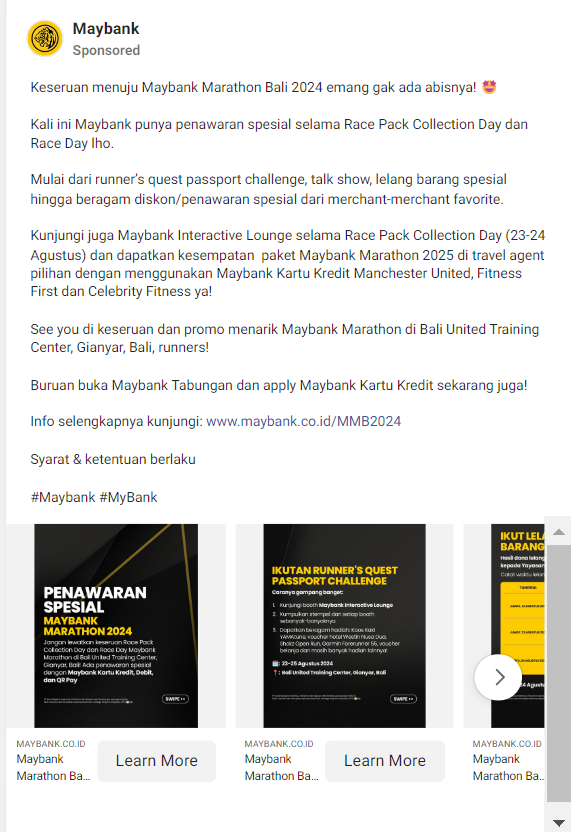 Maybank
Sponsored
Keseruan menuju Maybank Marathon Bali 2024 emang gak ada abisnya! 🤩
Kali ini Maybank punya penawaran spesial selama Race Pack Collection Day dan
Race Day lho.
Mulai dari runner's quest passport challenge, talk show, lelang barang spesial
hingga beragam diskon/penawaran spesial dari merchant-merchant favorite.
Kunjungi juga Maybank Interactive Lounge selama Race Pack Collection Day (23-24
Agustus) dan dapatkan kesempatan  paket Maybank Marathon 2025 di travel agent
pilihan dengan menggunakan Maybank Kartu Kredit Manchester United, Fitness
First dan Celebrity Fitness ya!
See you di keseruan dan promo menarik Maybank Marathon di Bali United Training
Center, Gianyar, Bali, runners!
Buruan buka Maybank Tabungan dan apply Maybank Kartu Kredit sekarang juga!
Info selengkapnya kunjungi: www.maybank.co.id/MMB2024
Syarat & ketentuan berlaku
#Maybank #MyBank
PENAWARAN
SPESIAL
MAYBANK
MARATHON 2024
Jangan lewatkan keseruan Race Pack
Collection Day dan Race Day Maybank
Marathon di Bali United Training Center,
Gianyar, Bali! Ada penawaran spesial
dengan Maybank Kartu Kredit, Debit,
dan QR Pay
SWIPE >>
IKUTAN RUNNER'S QUEST
PASSPORT CHALLENGE
Caranya gampang banget:
1. Kunjungi booth Maybank Interactive Lounge
2. Kumpulkan stempel dari setiap booth
sebanyak-banyaknya
3. Dapatkan beragam hadiah: Kaos Kaki
YAMAtune, voucher hotel Westin Nusa Dua,
Shokz Open Run, Garmin Forerunner 55, voucher
belanja dan masih banyak hadiah lainnya!
: 23-25 Agustus 2024
: Bali United Training Center, Gianyar, Bali
SWIPE >>
IKUT LELA
BARANG
Hasil dana lelang
kepada Yayasan
Catat waktu lelan
TANGGAL
MAYBANK.CO.ID
Maybank
Marathon Ba...
Learn More
MAYBANK.CO.ID
Maybank
Marathon Ba...
Learn More
MAYBANK.CO.ID
Maybank
Marathon Ba...